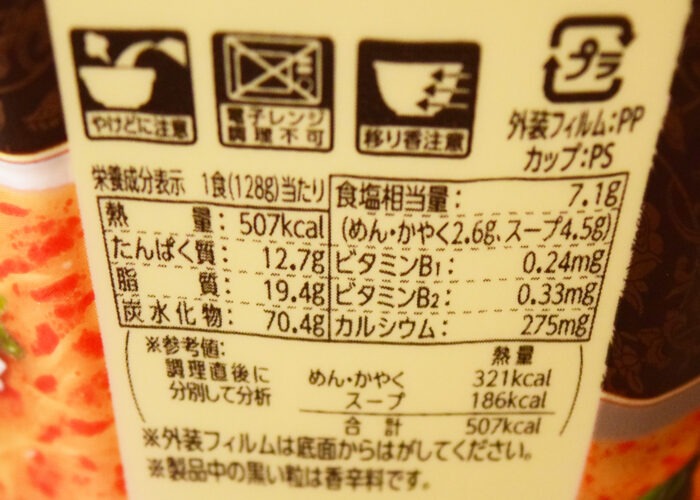 プラ
やけどに注意
電子レンジ
調理不可
移り香注意
外装フィルム:PP
カップ:PS
栄養成分表示 1食(128g)当たり
熱量: 507kcal
たんぱく質: 12.7g
脂質: 19.4g
炭水化物: 70.4g
食塩相当量: 7.1g
(めん・かやく2.6g、スープ4.5g)
ビタミンB1: 0.24mg
ビタミンB2: 0.33mg
カルシウム: 275mg
※参考値:
調理直後に
分別して分析
熱量
めん・かやく 321kcal
スープ 186kcal
合計 507kcal
※外装フィルムは底面からはがしてください。
※製品中の黒い粒は香辛料です。